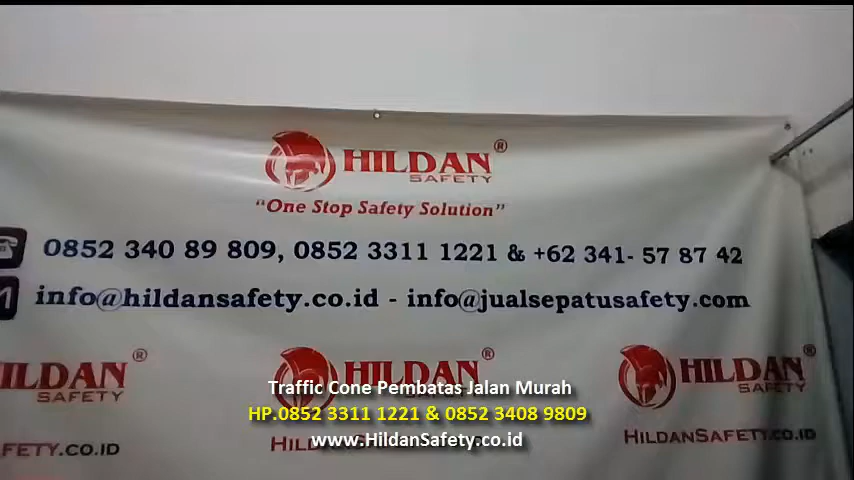 HILDAN®
SAFETY
"One Stop Safety Solution"
0852 340 89 809, 0852 3311 1221 & +62 341- 57 87 42
info@hildansafety.co.id - info@jualsepatusafety.com
ILDAN® HILDAN® HILDAN®
SAFETY SAFETY
Traffic Cone Pembatas Jalan Murah
HP.0852 3311 1221 & 0852 3408 9809
FETY.CO.ID HILDANSAFETY.CO.ID
www.HildanSafety.co.id